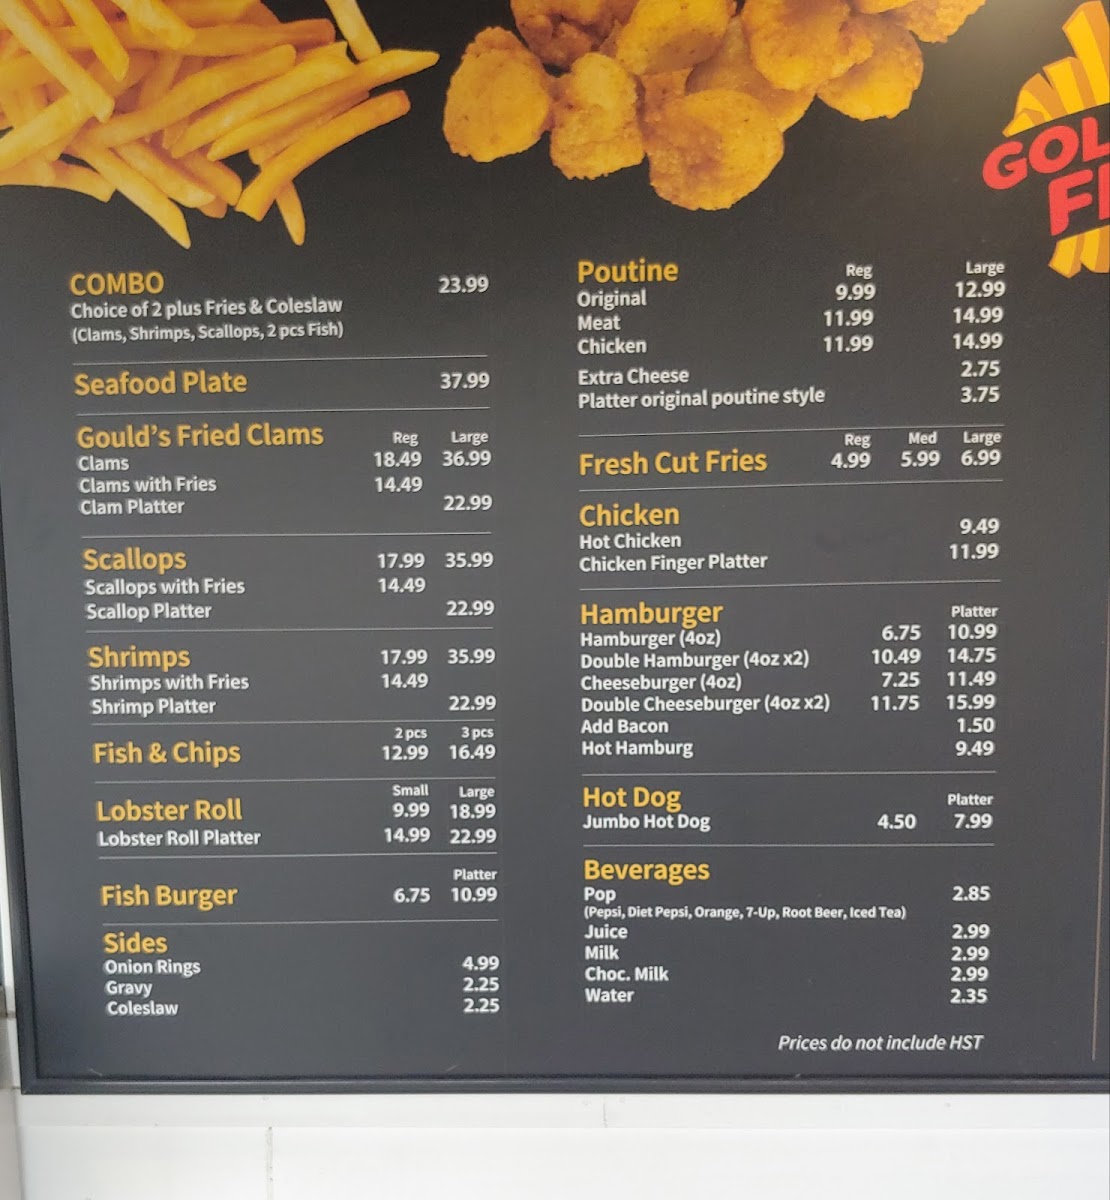 COMBO 23.99
Choice of 2 plus Fries & Coleslaw
(Clams, Shrimps, Scallops, 2 pcs Fish)
Seafood Plate 37.99
Gould's Fried Clams Reg Large
Clams 18.49 36.99
Clams with Fries 14.49
Clam Platter 22.99
Scallops 17.99 35.99
Scallops with Fries 14.49
Scallop Platter 22.99
Shrimps 17.99 35.99
Shrimps with Fries 14.49
Shrimp Platter 22.99
2 pcs 3 pcs
Fish & Chips 12.99 16.49
Small Large
Lobster Roll 9.99 18.99
Lobster Roll Platter 14.99 22.99
Platter
Fish Burger 6.75 10.99
Sides
Onion Rings 4.99
Gravy 2.25
Coleslaw 2.25
Poutine Reg Large
Original 9.99 12.99
Meat 11.99 14.99
Chicken 11.99 14.99
Extra Cheese 2.75
Platter original poutine style 3.75
Reg Med Large
Fresh Cut Fries 4.99 5.99 6.99
Chicken
Hot Chicken 9.49
Chicken Finger Platter 11.99
Hamburger Platter
Hamburger (4oz) 6.75 10.99
Double Hamburger (4oz x2) 10.49 14.75
Cheeseburger (4oz) 7.25 11.49
Double Cheeseburger (4oz x2) 11.75 15.99
Add Bacon 1.50
Hot Hamburg 9.49
Hot Dog Platter
Jumbo Hot Dog 4.50 7.99
Beverages
Pop 2.85
(Pepsi, Diet Pepsi, Orange, 7-Up, Root Beer, Iced Tea)
Juice 2.99
Milk 2.99
Choc. Milk 2.99
Water 2.35
Prices do not include HST